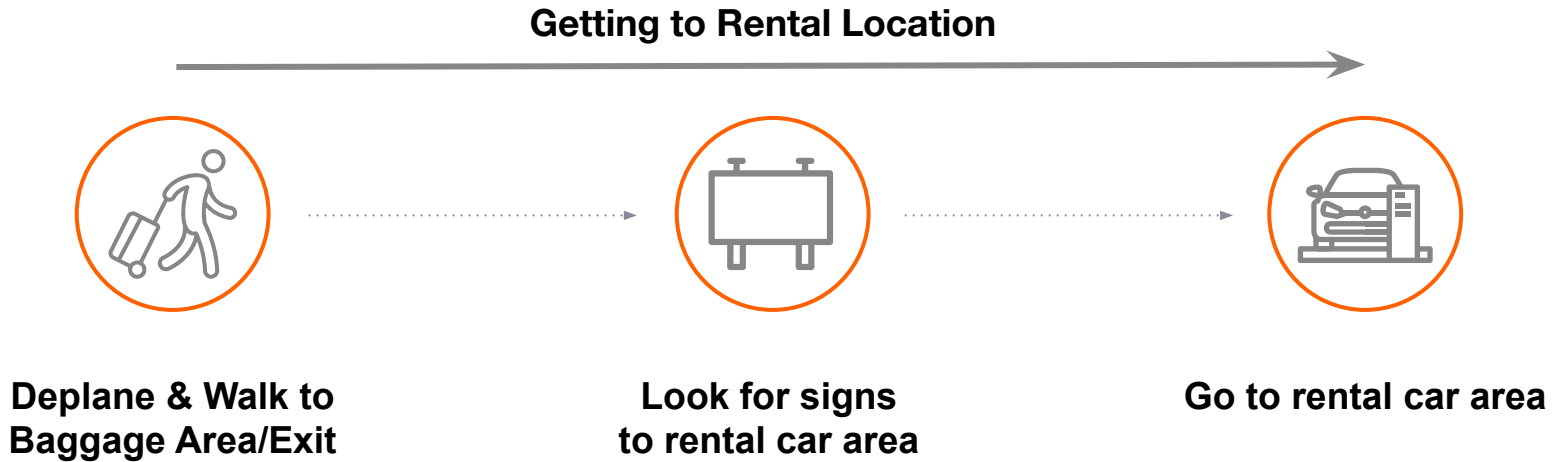 Getting to Rental Location
Deplane & Walk to
Baggage Area/Exit
Look for signs
to rental car area
Go to rental car area